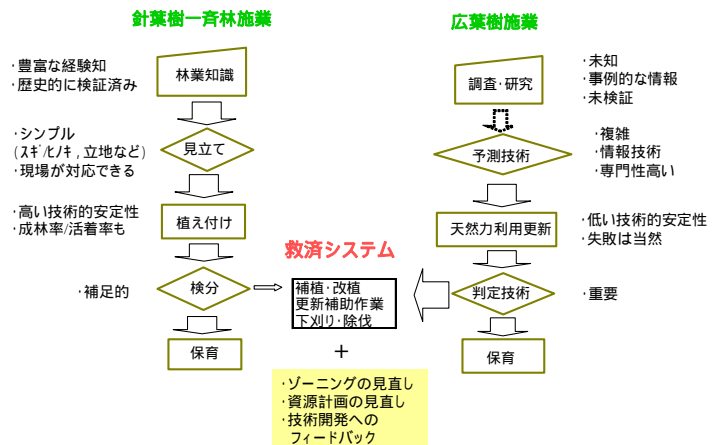 針葉樹一斉林施業
・豊富な経験知
・歴史的に検証済み
林業知識
・シンプル
(スギ/ヒノキ，立地など)
・現場が対応できる
見立て
・高い技術的安定性
・成林率/活着率も
植え付け
・補足的
検分
保育
救済システム
補植・改植
更新補助作業
下刈り・除伐
+
・ゾーニングの見直し
・資源計画の見直し
・技術開発への
フィードバック
広葉樹施業
調査・研究
・未知
・事例的な情報
・未検証
予測技術
・複雑
・情報技術
・専門性高い
天然力利用更新
・低い技術的安定性
・失敗は当然
判定技術
・重要
保育